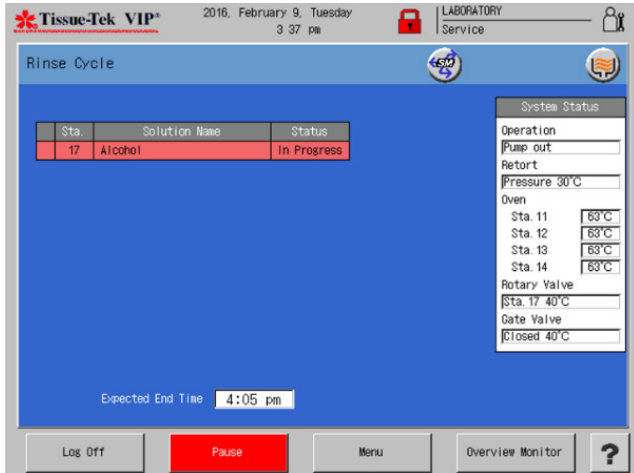 Tissue-Tek VIP®
2016, February 9, Tuesday
3 37 pm
LABORATORY
Service
Rinse Cycle
SM
Sta. Solution Name Status
17 Alcohol In Progress
System Status
Operation
Pump out
Retort
Pressure 30°C
Oven
Sta. 11 63°C
Sta. 12 63°C
Sta. 13 63°C
Sta. 14 63°C
Rotary Valve
Sta. 17 40°C
Gate Valve
Closed 40°C
Expected End Time 4:05 pm
Log Off Pause Menu Overview Monitor ?